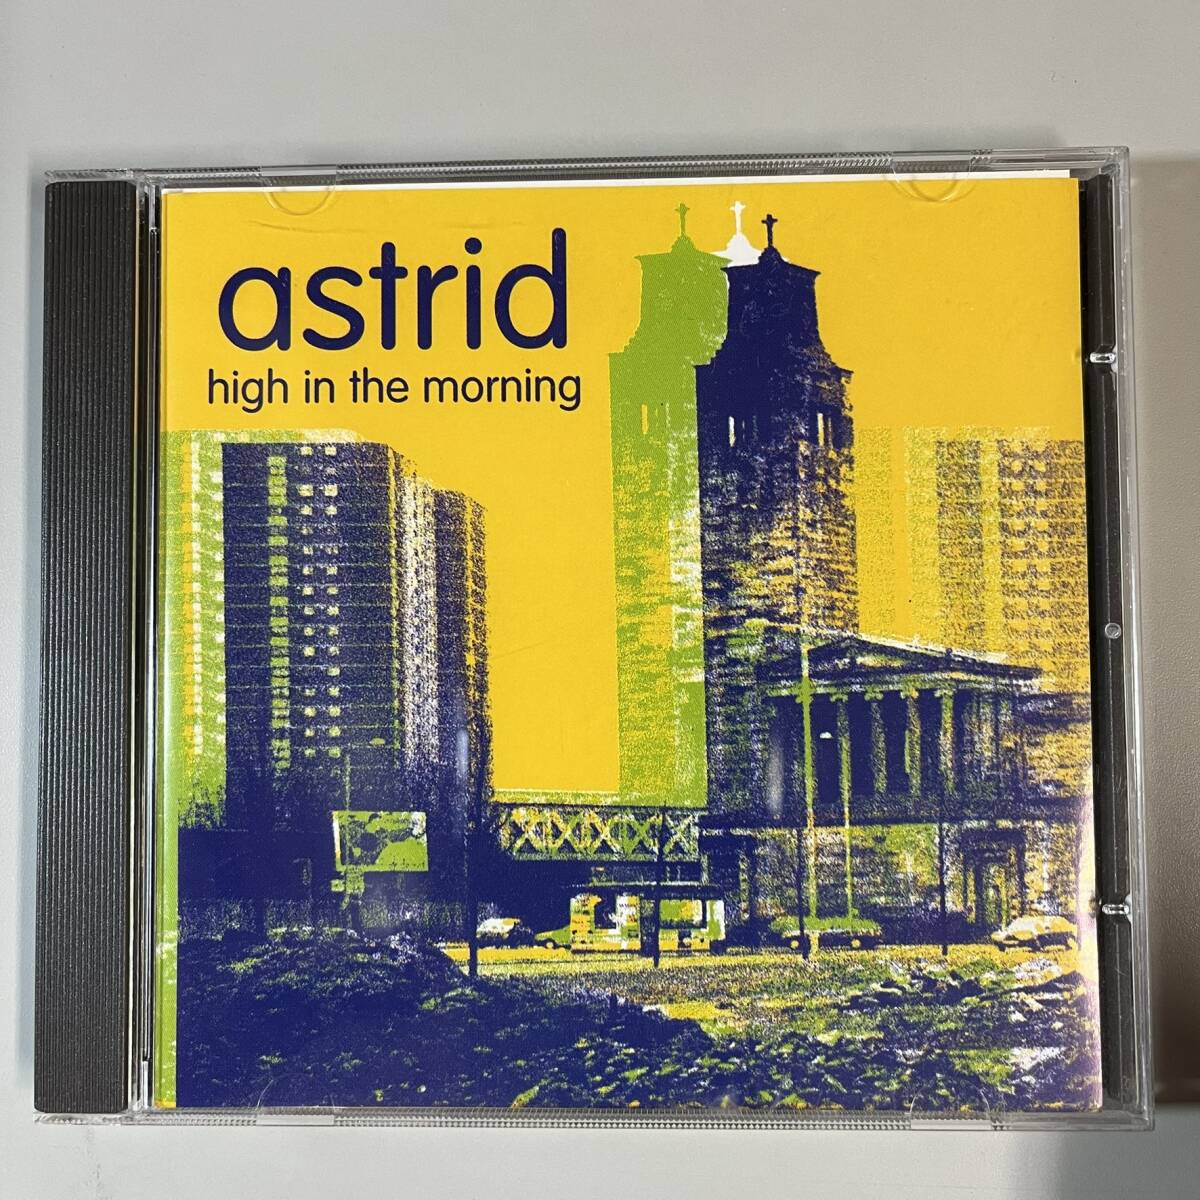 astrid
high in the morning